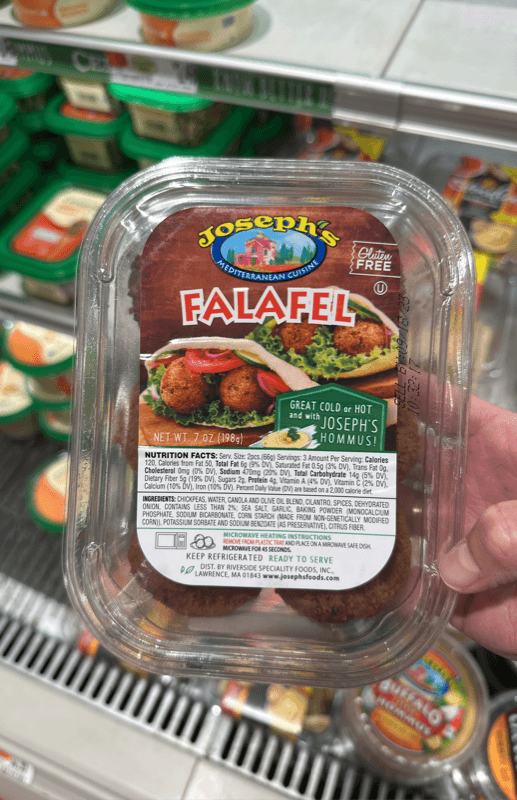 Joseph's
MEDITERRANEAN CUISINE
Gluten
FREE
U
FALAFEL
GREAT COLD or HOT
and with JOSEPH'S
HOMMUS!
NET WT. 7 OZ (198g)
NUTRITION FACTS: Serv. Size: 2pcs.(66g) Servings: 3 Amount Per Serving: Calories
120, Calories from Fat 50, Total Fat 6g (9% DV), Saturated Fat 0.5g (3% DV), Trans Fat 0g,
Cholesterol 0mg (0% DV), Sodium 470mg (20% DV), Total Carbohydrate 14g (5% DV),
Dietary Fiber 5g (19% DV), Sugars 2g, Protein 4g, Vitamin A (4% DV), Vitamin C (2% DV),
Calcium (10% DV), Iron (10% DV). Percent Daily Value (DV) are based on a 2,000 calorie diet.
INGREDIENTS: CHICKPEAS, WATER, CANOLA AND OLIVE OIL BLEND, CILANTRO, SPICES, DEHYDRATED
ONION, CONTAINS LESS THAN 2%: SEA SALT, GARLIC, BAKING POWDER (MONOCALCIUM
PHOSPHATE, SODIUM BICARBONATE, CORN STARCH (MADE FROM NON-GENETICALLY MODIFIED
CORN)), POTASSIUM SORBATE AND SODIUM BENZOATE (AS PRESERVATIVE), CITRUS FIBER.
MICROWAVE HEATING INSTRUCTIONS
REMOVE FROM PLASTIC TRAY AND PLACE ON A MICROWAVE SAFE DISH.
MICROWAVE FOR 45 SECONDS.
KEEP REFRIGERATED READY TO SERVE
DIST. BY RIVERSIDE SPECIALITY FOODS, INC.,
LAWRENCE, MA 01843 www.josephsfoods.com
BUFFALO